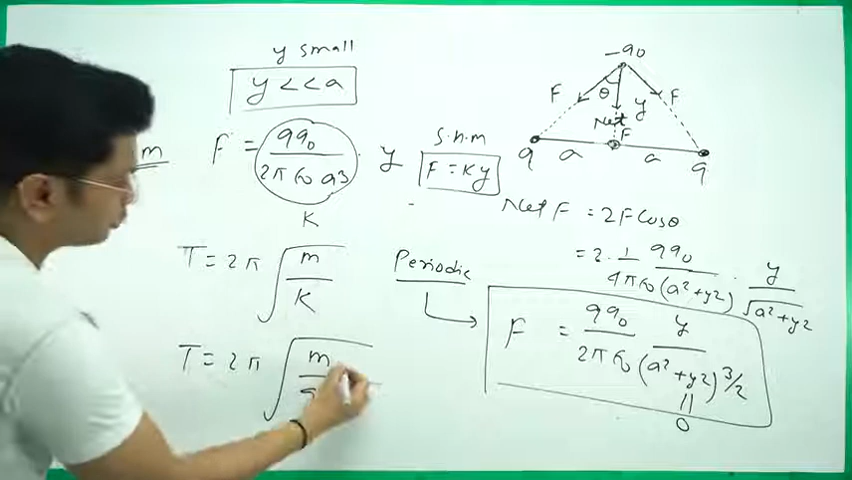 y small
y << a
m
F = qq₀ / 2π ε₀ a³ . y
K
S.H.M
F = Ky
T = 2π √ m / K
T = 2π √ m / q
Periodic
-q₀
F θ y F
Net
F
q a a q
Net F = 2F cosθ
= 2 . 1 / 4π ε₀ qq₀ / (a² + y²) . y / √a² + y²
F = qq₀ / 2π ε₀ y / (a² + y²)^3/2
0